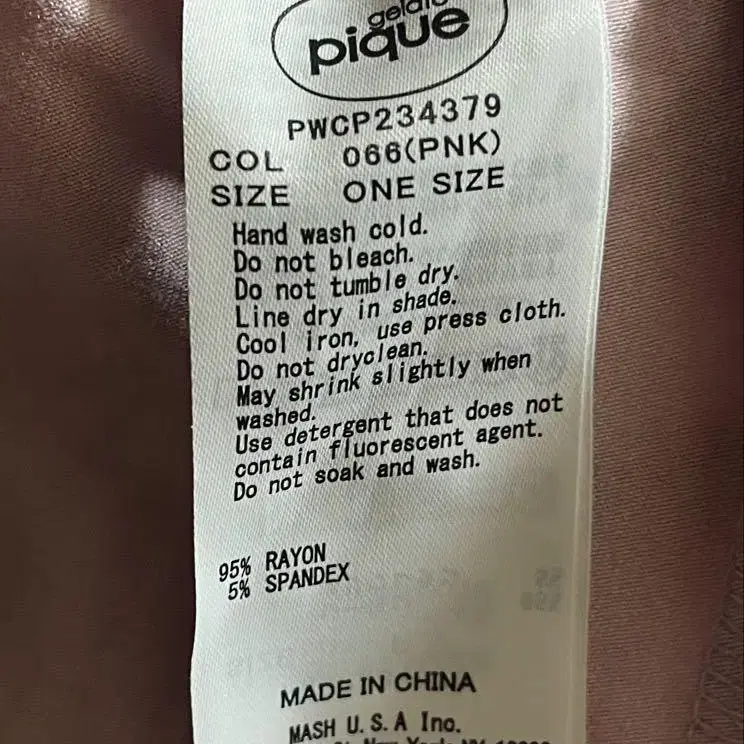 gelato
pique
PWCP234379
COL 066(PNK)
SIZE ONE SIZE
Hand wash cold.
Do not bleach.
Do not tumble dry.
Line dry in shade.
Cool iron, use press cloth.
Do not dryclean.
May shrink slightly when
washed.
Use detergent that does not
contain fluorescent agent.
Do not soak and wash.
95% RAYON
5% SPANDEX
MADE IN CHINA
MASH U.S.A Inc.
New York